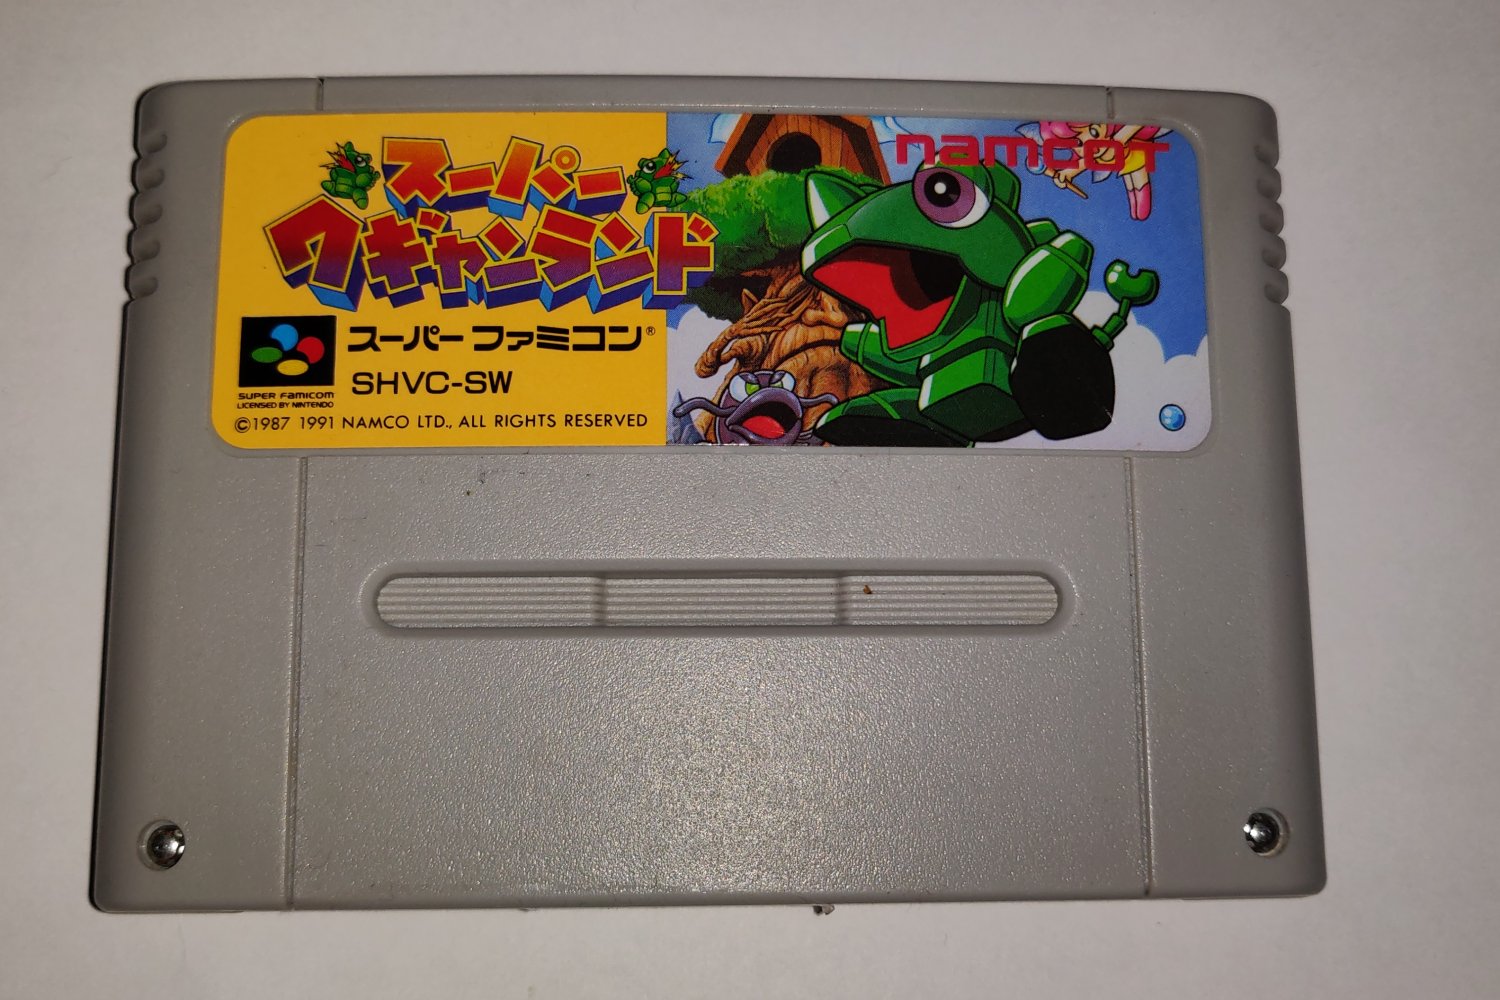 スーパー
ワギャンランド
namcoT
スーパーファミコン®
SHVC-SW
SUPER FAMICOM
LICENSED BY NINTENDO
©1987 1991 NAMCO LTD., ALL RIGHTS RESERVED